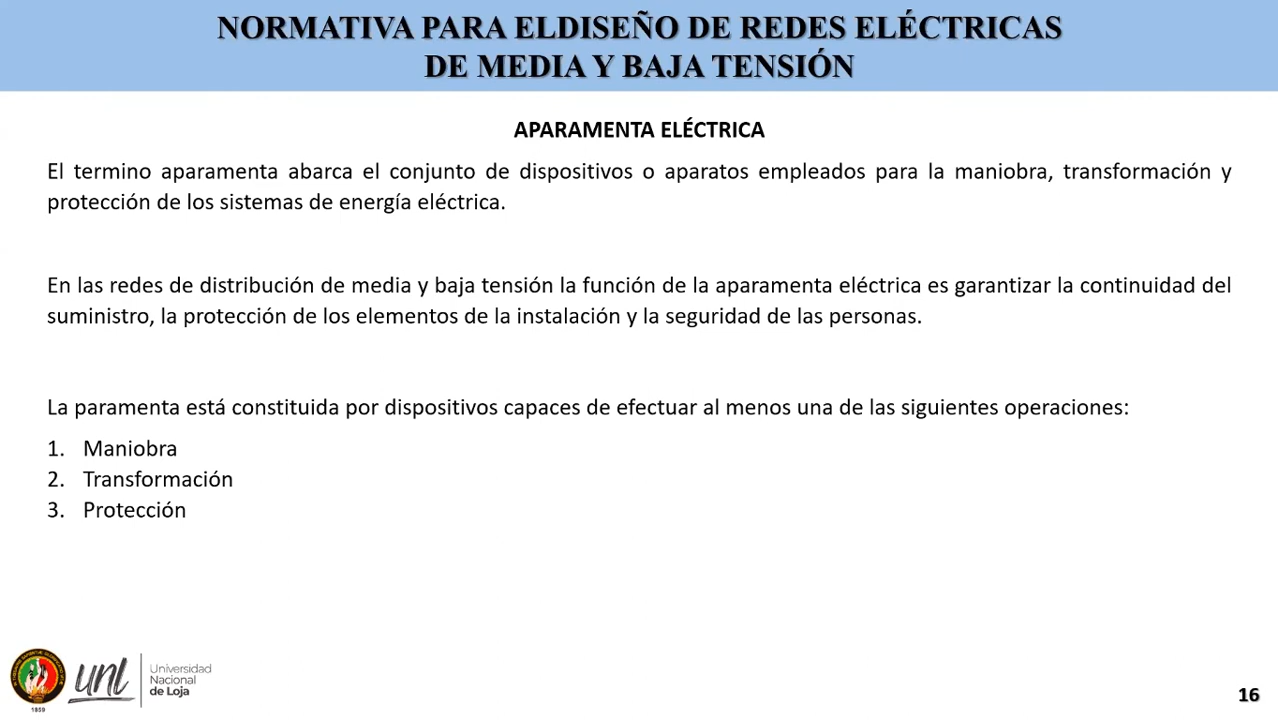 NORMATIVA PARA ELDISEÑO DE REDES ELÉCTRICAS
DE MEDIA Y BAJA TENSIÓN
APARAMENTA ELÉCTRICA
El termino aparamenta abarca el conjunto de dispositivos o aparatos empleados para la maniobra, transformación y
protección de los sistemas de energía eléctrica.
En las redes de distribución de media y baja tensión la función de la aparamenta eléctrica es garantizar la continuidad del
suministro, la protección de los elementos de la instalación y la seguridad de las personas.
La paramenta está constituida por dispositivos capaces de efectuar al menos una de las siguientes operaciones:
1. Maniobra
2. Transformación
3. Protección
1859
unl
Universidad
Nacional
de Loja
16